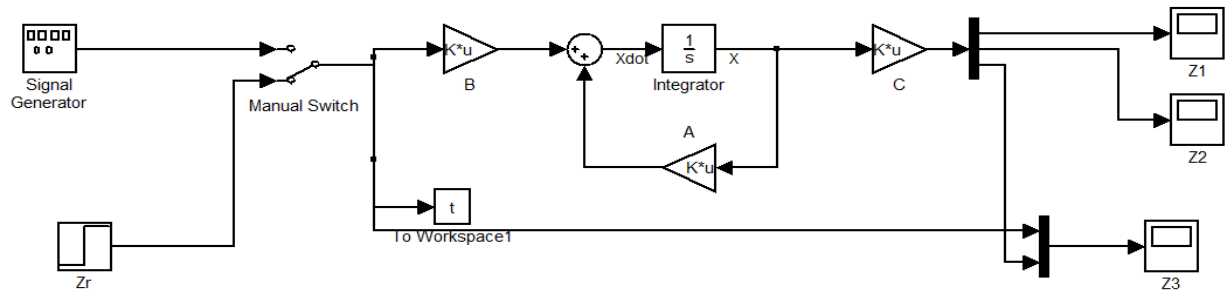 Signal
Generator
Manual Switch
K*u
B
+
+
Xdot
1
s
Integrator
X
K*u
C
Z1
Z2
A
K*u
t
To Workspace1
Zr
Z3